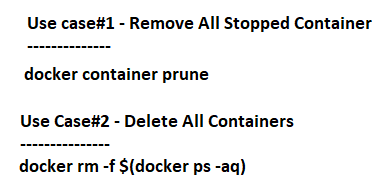 Use case#1 - Remove All Stopped Container
--------------
docker container prune
Use Case#2 - Delete All Containers
---------------
docker rm -f $(docker ps -aq)